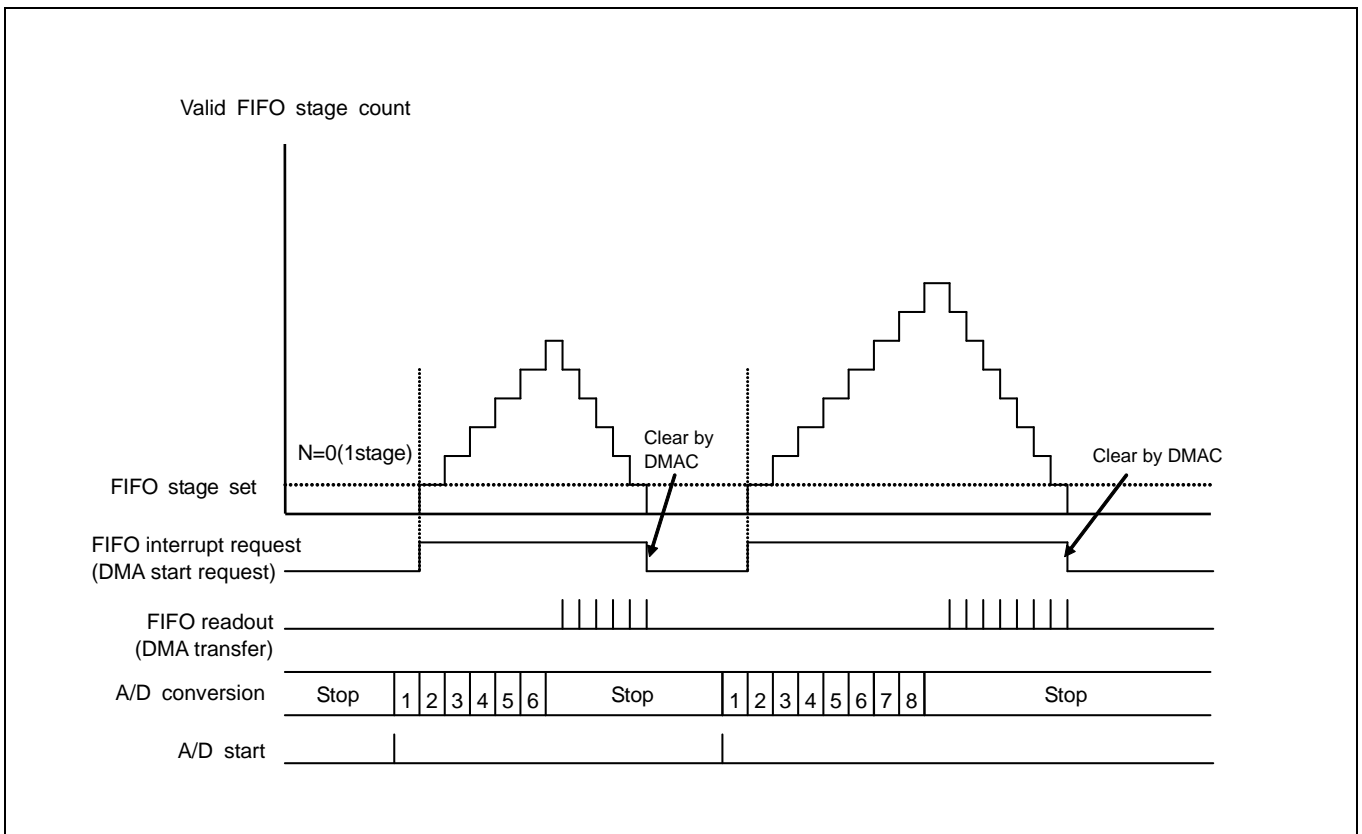 Valid FIFO stage count
N=0(1stage)
Clear by
DMAC
Clear by DMAC
FIFO stage set
FIFO interrupt request
(DMA start request)
FIFO readout
(DMA transfer)
A/D conversion
Stop
1 2 3 4 5 6
Stop
1 2 3 4 5 6 7 8
Stop
A/D start